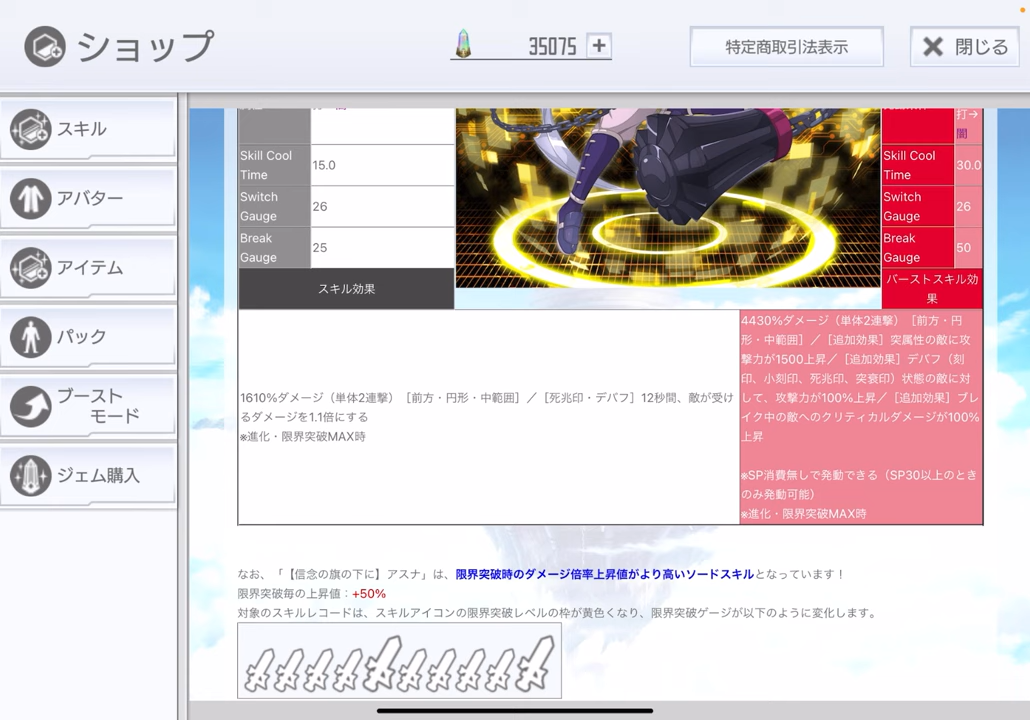 ショップ
35075
特定商取引法表示
閉じる
スキル
アバター
アイテム
パック
ブースト
モード
ジェム購入
打→
闇
Skill Cool
Time
15.0
Skill Cool
Time
30.0
Switch
Gauge
26
Switch
Gauge
26
Break
Gauge
25
Break
Gauge
50
スキル効果
バーストスキル効
果
1610%ダメージ（単体2連撃）［前方・円形・中範囲］／［死兆印・デバフ］12秒間、敵が受け
るダメージを1.1倍にする
※進化・限界突破MAX時
4430%ダメージ（単体2連撃）［前方・円
形・中範囲］／［追加効果］突属性の敵に攻
撃力が1500上昇／［追加効果］デバフ（刻
印、小刻印、死兆印、突衰印）状態の敵に対
して、攻撃力が100%上昇／［追加効果］ブレ
イク中の敵へのクリティカルダメージが100%
上昇
※SP消費無しで発動できる（SP30以上のとき
のみ発動可能）
※進化・限界突破MAX時
なお、「【信念の旗の下に】アスナ」は、限界突破時のダメージ倍率上昇値がより高いソードスキルとなっています！
限界突破毎の上昇値：+50%
対象のスキルレコードは、スキルアイコンの限界突破レベルの枠が黄色くなり、限界突破ゲージが以下のように変化します。